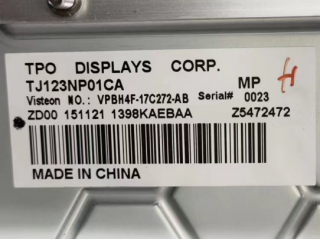 TPO DISPLAYS CORP.
TJ123NP01CA MP H
Visteon NO.: VPBH4F-17C272-AB Serial# 0023
ZD00 151121 1398KAEBAA Z5472472
MADE IN CHINA